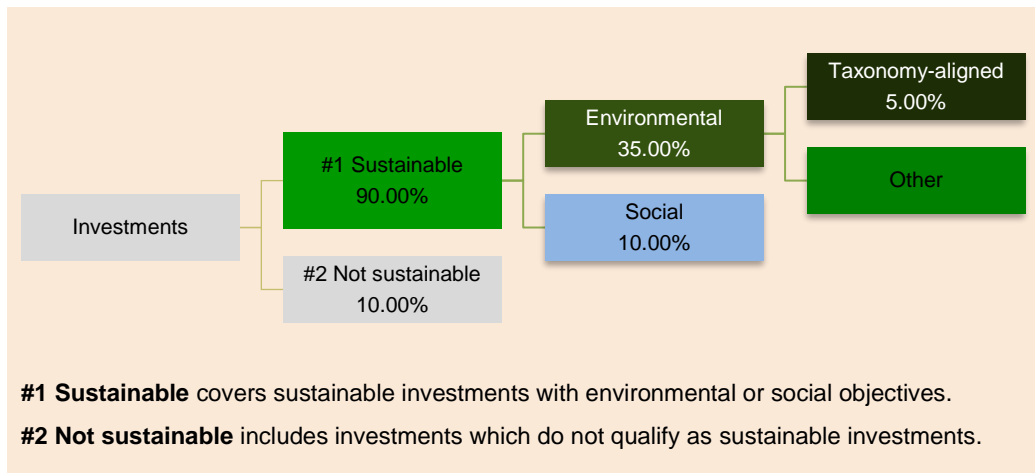 Taxonomy-aligned
5.00%
Environmental
35.00%
#1 Sustainable
90.00%
Other
Social
10.00%
Investments
#2 Not sustainable
10.00%
#1 Sustainable covers sustainable investments with environmental or social objectives.
#2 Not sustainable includes investments which do not qualify as sustainable investments.